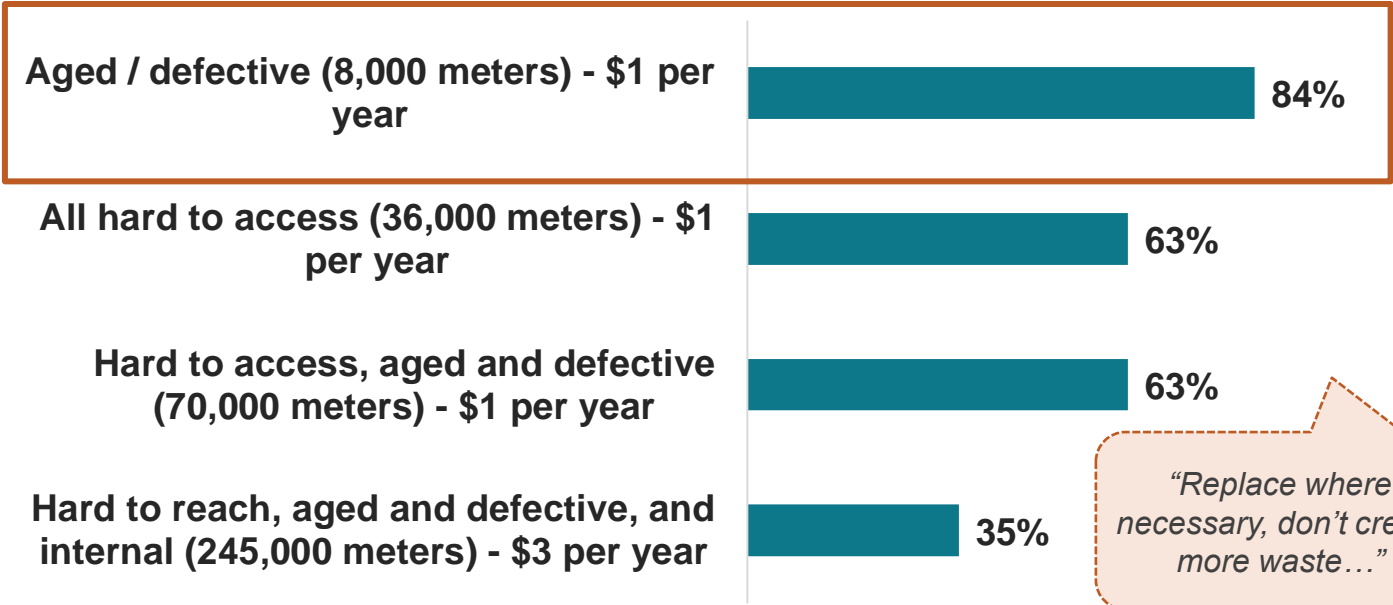 Aged / defective (8,000 meters) - $1 per
year
84%
All hard to access (36,000 meters) - $1
per year
63%
Hard to access, aged and defective
(70,000 meters) - $1 per year
63%
Hard to reach, aged and defective, and
internal (245,000 meters) - $3 per year
35%
“Replace where
necessary, don’t cre
more waste…”